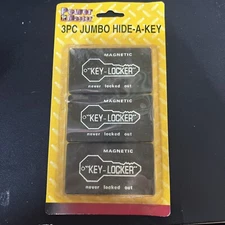 Power
3PC JUMBO HIDE-A-KEY
MAGNETIC
"KEY-LOCKER"
never locked out
MAGNETIC
"KEY-LOCKER"
never locked out
MAGNETIC
"KEY-LOCKER"
never locked out